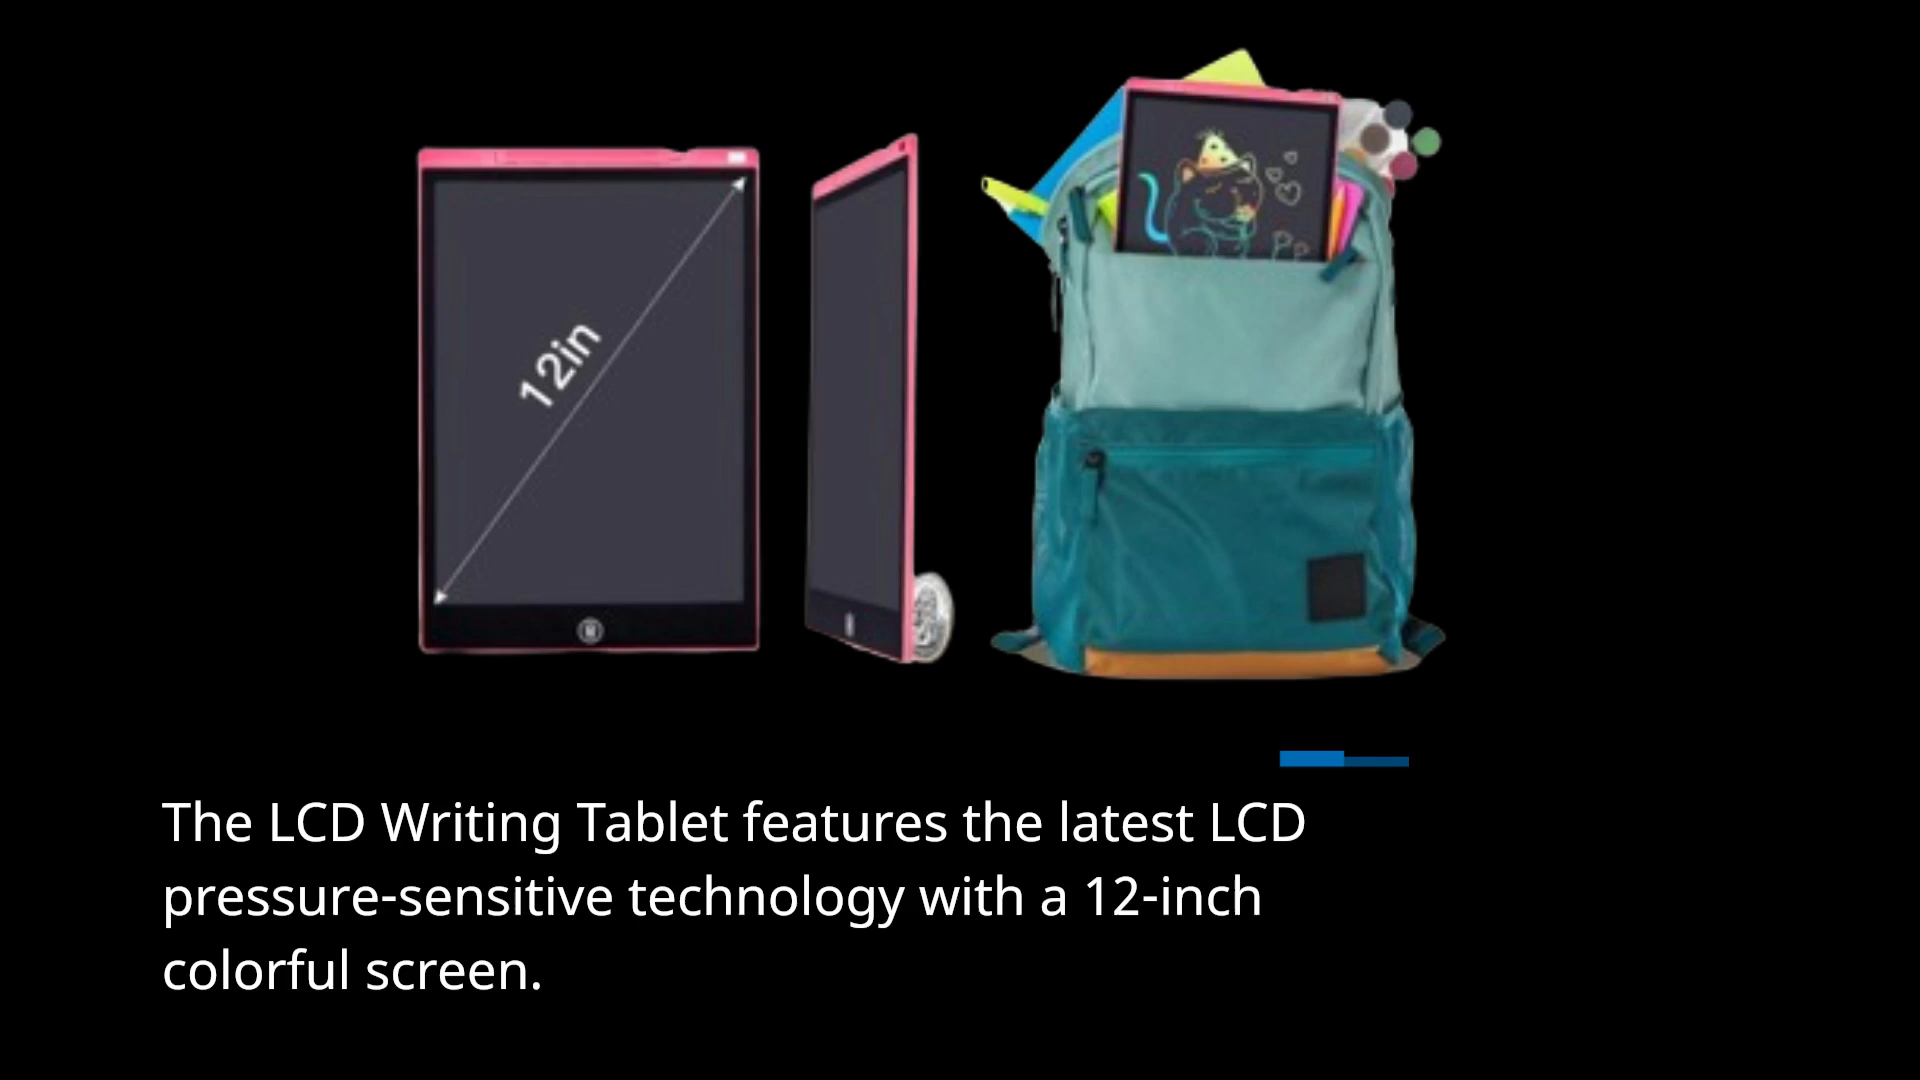 12in
The LCD Writing Tablet features the latest LCD
pressure-sensitive technology with a 12-inch
colorful screen.